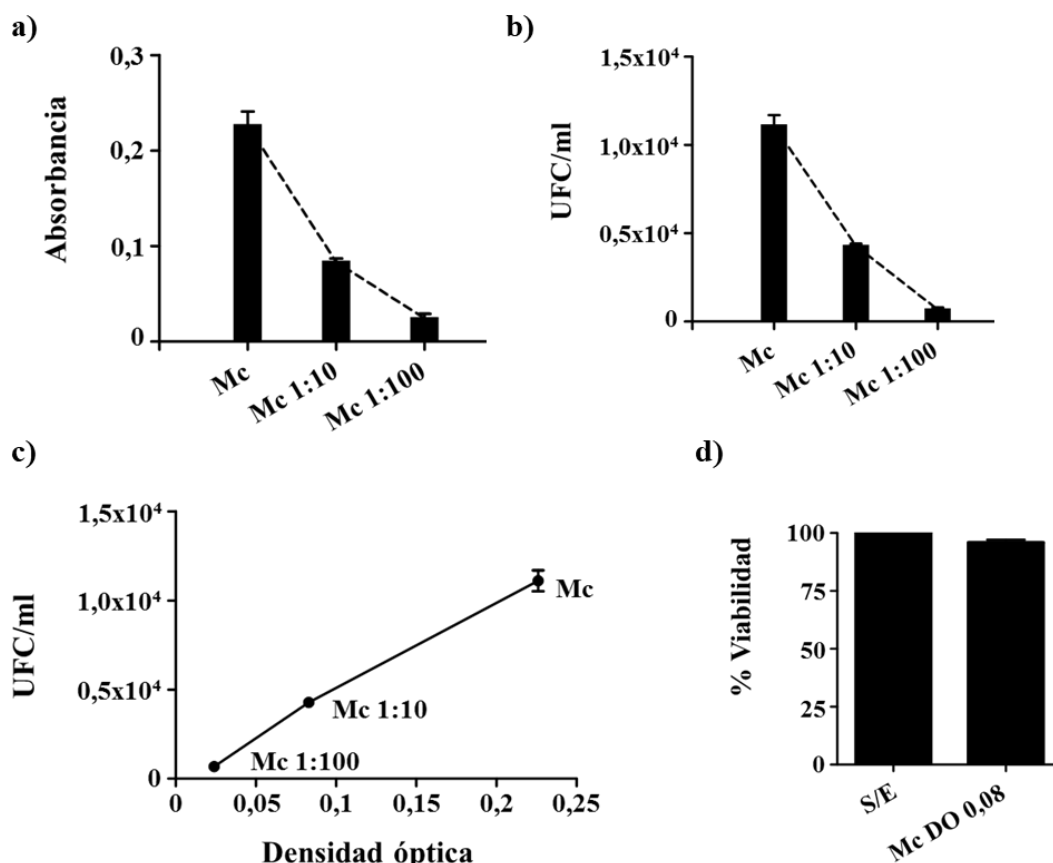 a)
0,3
0,2
0,1
0
Absorbancia
Mc
Mc 1:10
Mc 1:100
b)
1,5x10⁴
1,0x10⁴
0,5x10⁴
0
UFC/ml
Mc
Mc 1:10
Mc 1:100
c)
1,5x10⁴
1,0x10⁴
0,5x10⁴
0
UFC/ml
Mc
Mc 1:10
Mc 1:100
0
0,05
0,1
0,15
0,2
0,25
Densidad óptica
d)
100
75
50
25
0
% Viabilidad
S/E
Mc DO 0,08